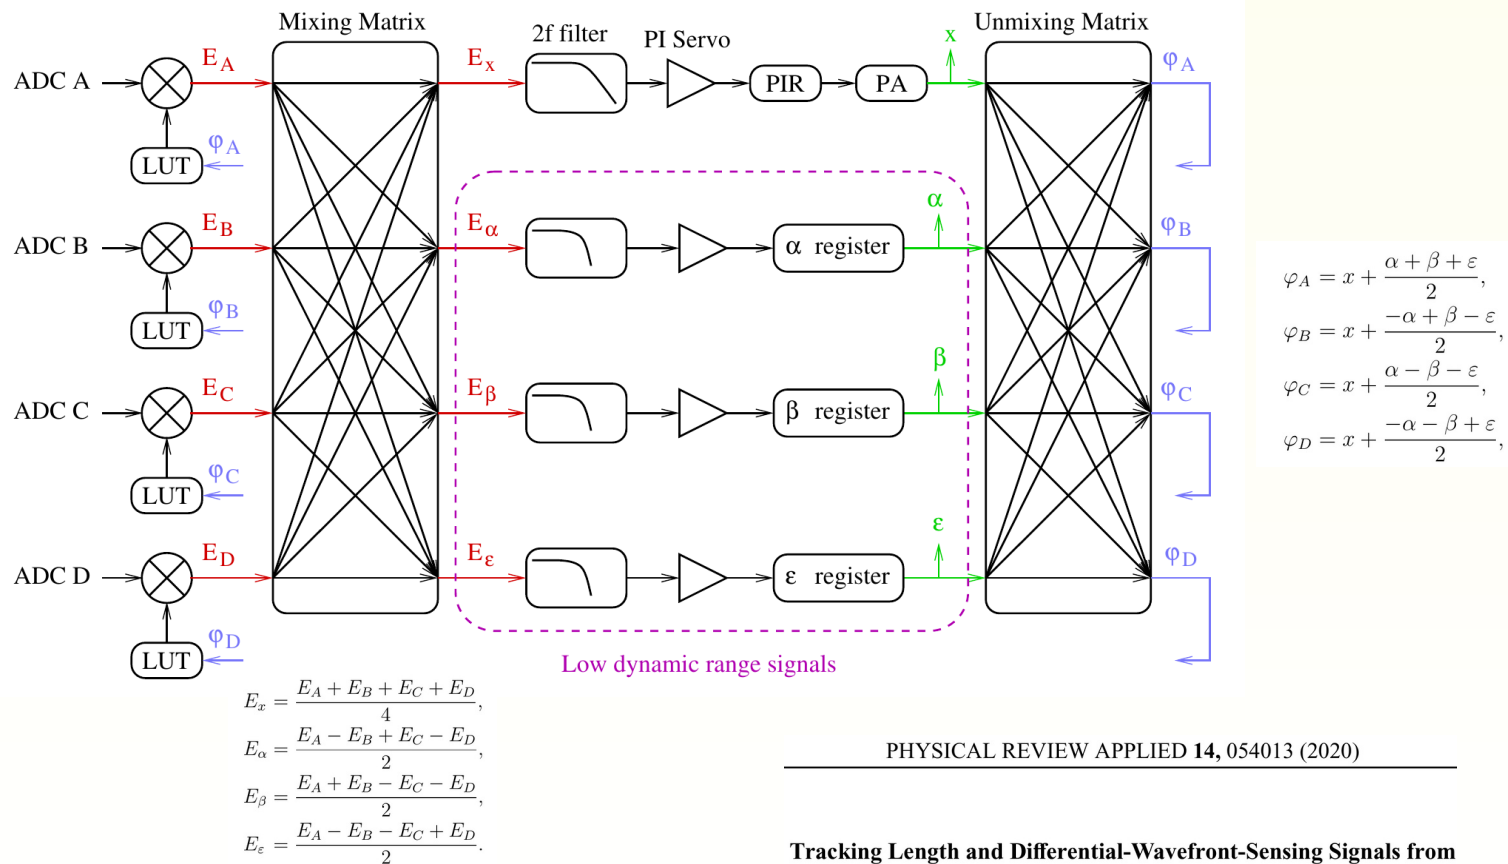 Mixing Matrix
Unmixing Matrix
2f filter
PI Servo
x
ADC A
E_A
E_x
PIR
PA
φ_A
LUT
φ_A
ADC B
E_B
E_α
α register
α
φ_B
LUT
φ_B
ADC C
E_C
E_β
β register
β
φ_C
LUT
φ_C
ADC D
E_D
E_ε
ε register
ε
φ_D
LUT
φ_D
Low dynamic range signals
φ_A = x + (α + β + ε)/2,
φ_B = x + (−α + β − ε)/2,
φ_C = x + (α − β − ε)/2,
φ_D = x + (−α − β + ε)/2,
E_x = (E_A + E_B + E_C + E_D)/4,
E_α = (E_A − E_B + E_C − E_D)/2,
E_β = (E_A + E_B − E_C − E_D)/2,
E_ε = (E_A − E_B − E_C + E_D)/2.
PHYSICAL REVIEW APPLIED 14, 054013 (2020)
Tracking Length and Differential-Wavefront-Sensing Signals from